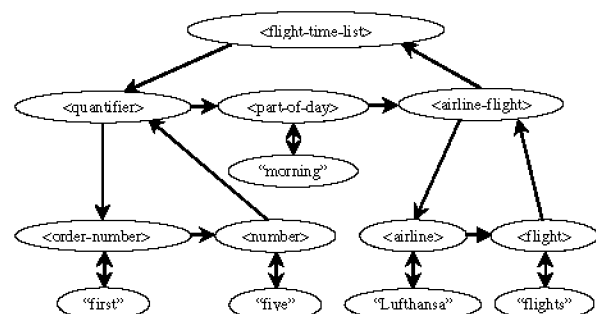 <flight-time-list>
<quantifier> <part-of-day> <airline-flight>
“morning”
<order-number> <number> <airline> <flight>
“first” “five” “Lufthansa” “flights”